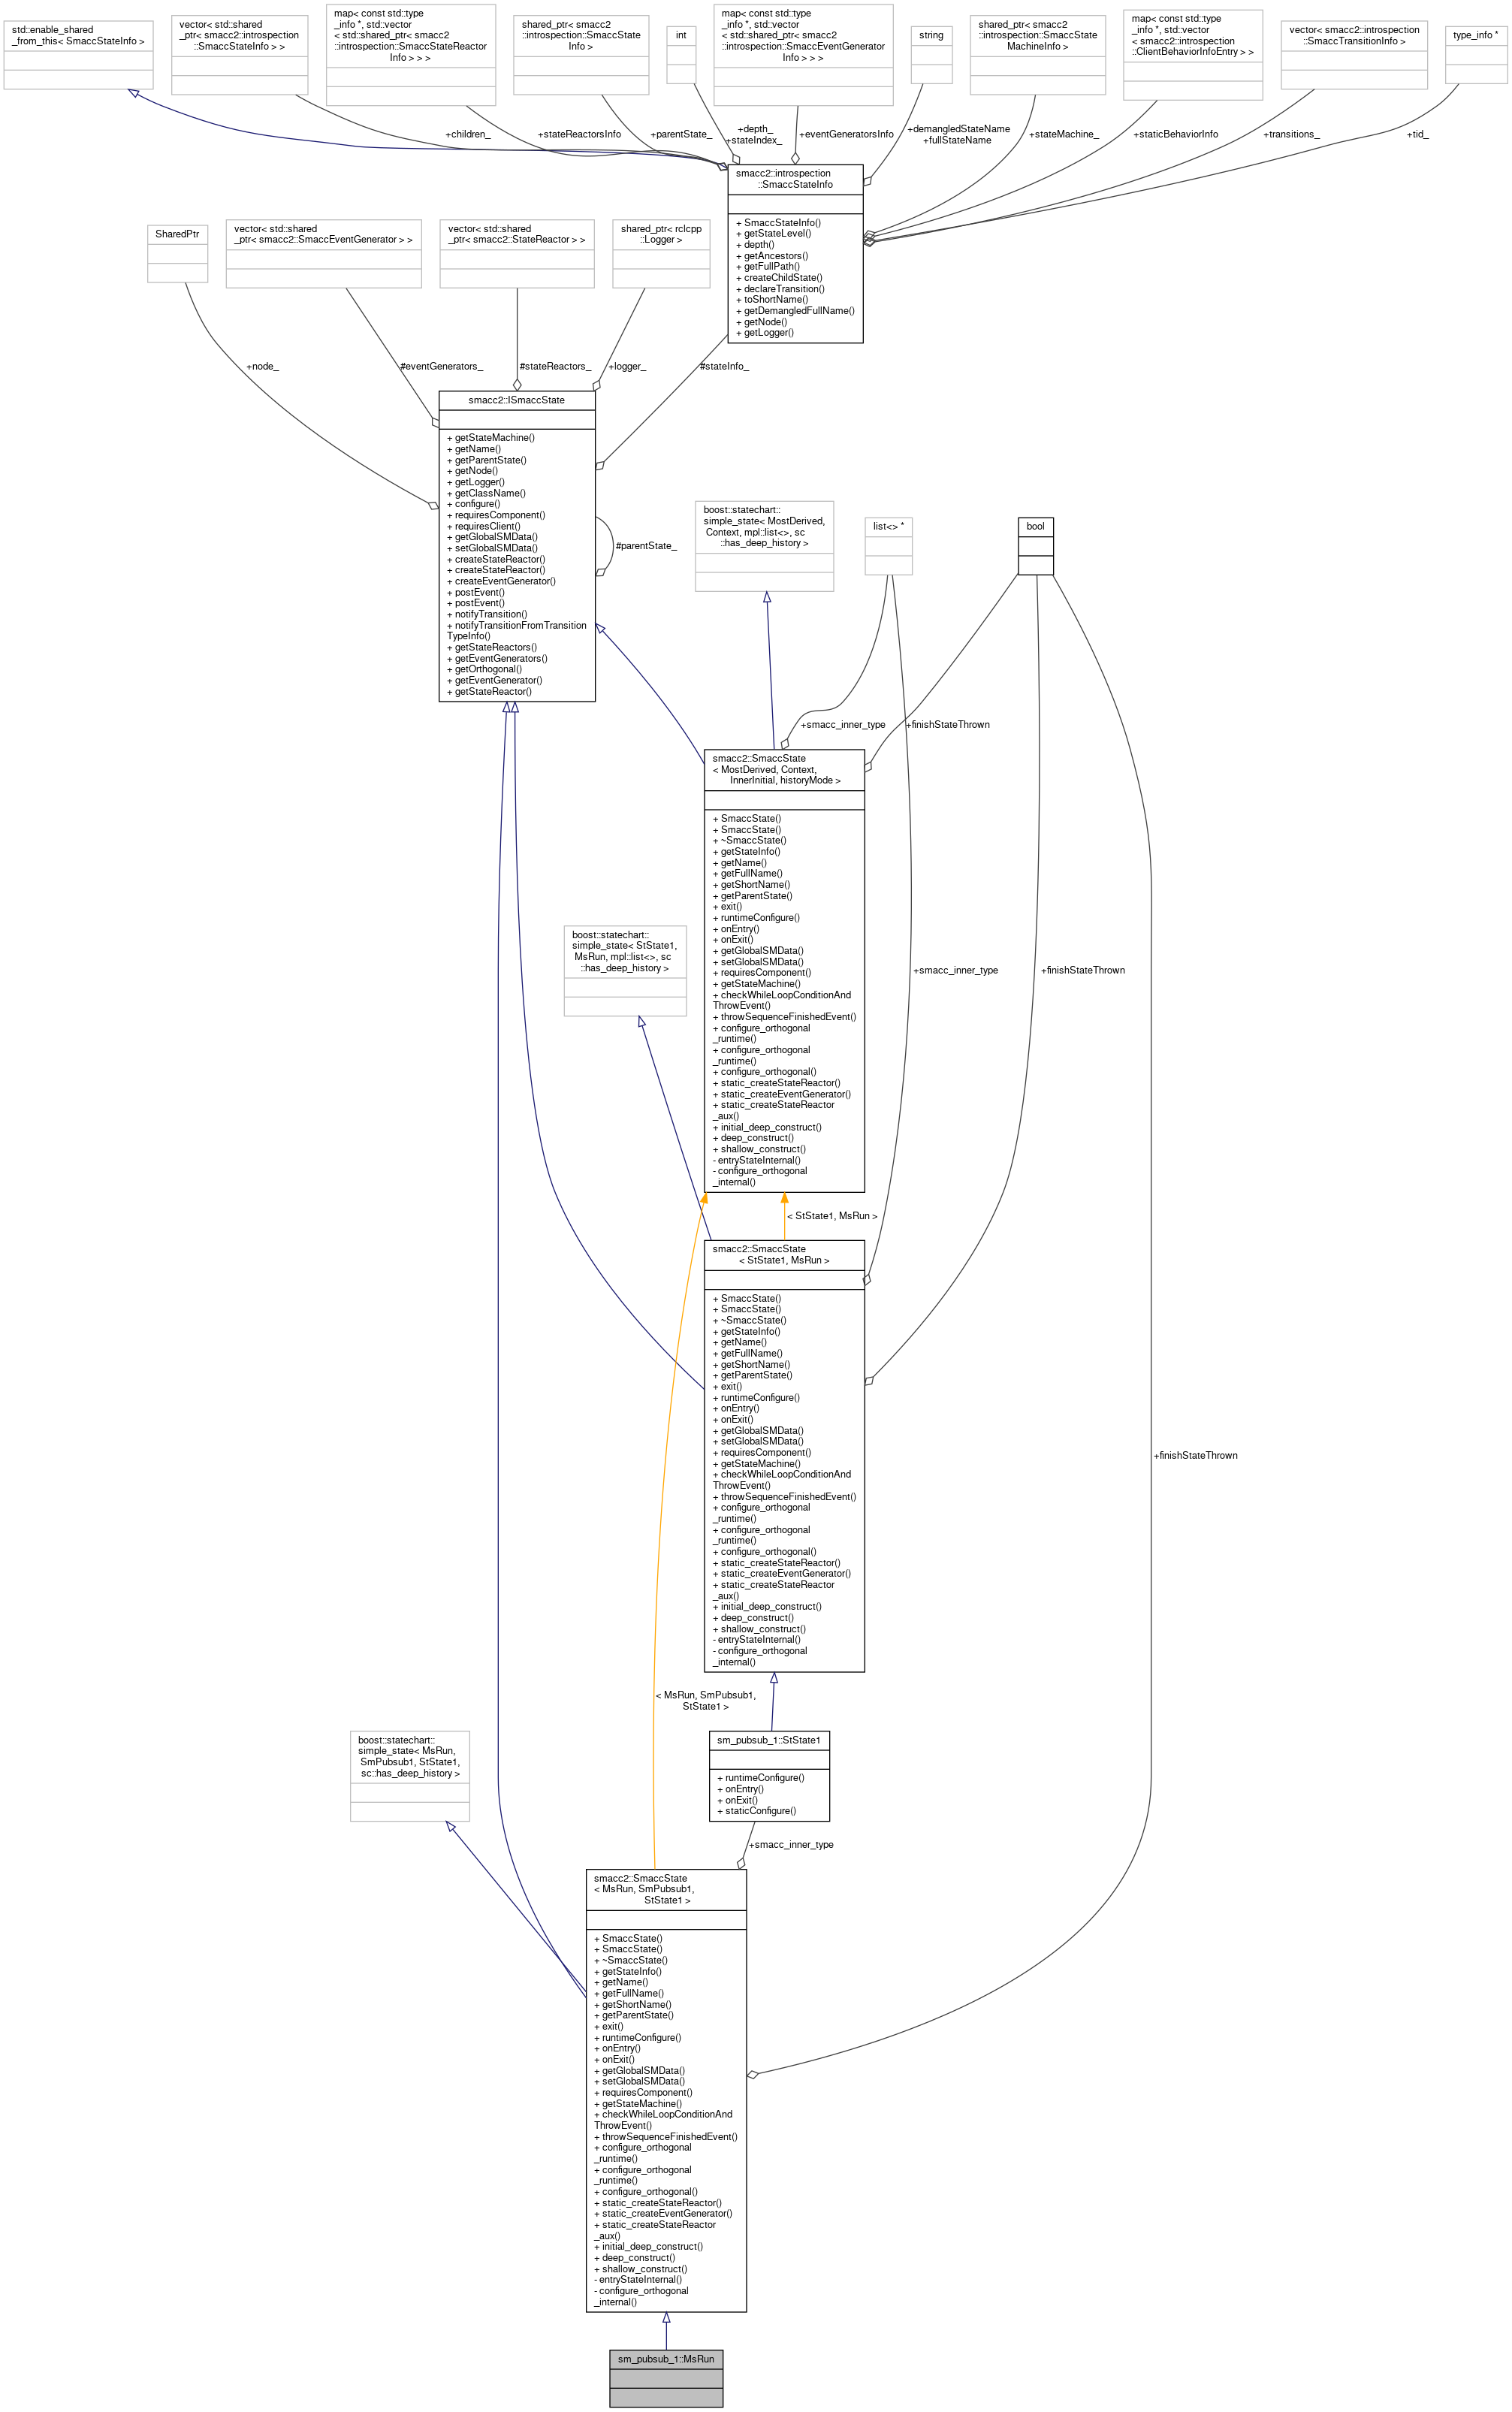 std::enable_shared
_from_this< SmaccStateInfo >
vector< std::shared
_ptr< smacc2::introspection
::SmaccStateInfo > >
map< const std::type
_info *, std::vector
< std::shared_ptr< smacc2
::introspection::SmaccStateReactor
Info > > >
shared_ptr< smacc2
::introspection::SmaccState
Info >
int
map< const std::type
_info *, std::vector
< std::shared_ptr< smacc2
::introspection::SmaccEventGenerator
Info > > >
string
shared_ptr< smacc2
::introspection::SmaccState
MachineInfo >
map< const std::type
_info *, std::vector
< smacc2::introspection
::ClientBehaviorInfoEntry > >
vector< smacc2::introspection
::SmaccTransitionInfo >
type_info *
+children_
+stateReactorsInfo
+parentState_
+depth_
+stateIndex_
+eventGeneratorsInfo
+demangledStateName
+fullStateName
+stateMachine_
+staticBehaviorInfo
+transitions_
+tid_
smacc2::introspection
::SmaccStateInfo
+ SmaccStateInfo()
+ getStateLevel()
+ depth()
+ getAncestors()
+ getFullPath()
+ createChildState()
+ declareTransition()
+ toShortName()
+ getDemangledFullName()
+ getNode()
+ getLogger()
SharedPtr
vector< std::shared
_ptr< smacc2::SmaccEventGenerator > >
vector< std::shared
_ptr< smacc2::StateReactor > >
shared_ptr< rclcpp
::Logger >
+node_
#eventGenerators_
#stateReactors_
+logger_
#stateInfo_
smacc2::ISmaccState
+ getStateMachine()
+ getName()
+ getParentState()
+ getNode()
+ getLogger()
+ getClassName()
+ configure()
+ requiresComponent()
+ requiresClient()
+ getGlobalSMData()
+ setGlobalSMData()
+ createStateReactor()
+ createStateReactor()
+ createEventGenerator()
+ postEvent()
+ postEvent()
+ notifyTransition()
+ notifyTransitionFromTransition
TypeInfo()
+ getStateReactors()
+ getEventGenerators()
+ getOrthogonal()
+ getEventGenerator()
+ getStateReactor()
#parentState_
boost::statechart::
simple_state< MostDerived,
Context, mpl::list<>, sc
::has_deep_history >
list<> *
bool
+smacc_inner_type
+finishStateThrown
smacc2::SmaccState
< MostDerived, Context,
InnerInitial, historyMode >
+ SmaccState()
+ SmaccState()
+ ~SmaccState()
+ getStateInfo()
+ getName()
+ getFullName()
+ getShortName()
+ getParentState()
+ exit()
+ runtimeConfigure()
+ onEntry()
+ onExit()
+ getGlobalSMData()
+ setGlobalSMData()
+ requiresComponent()
+ getStateMachine()
+ checkWhileLoopConditionAnd
ThrowEvent()
+ throwSequenceFinishedEvent()
+ configure_orthogonal
_runtime()
+ configure_orthogonal
_runtime()
+ configure_orthogonal()
+ static_createStateReactor()
+ static_createEventGenerator()
+ static_createStateReactor
_aux()
+ initial_deep_construct()
+ deep_construct()
+ shallow_construct()
- entryStateInternal()
- configure_orthogonal
_internal()
boost::statechart::
simple_state< StState1,
MsRun, mpl::list<>, sc
::has_deep_history >
+smacc_inner_type
+finishStateThrown
< StState1, MsRun >
smacc2::SmaccState
< StState1, MsRun >
+ SmaccState()
+ SmaccState()
+ ~SmaccState()
+ getStateInfo()
+ getName()
+ getFullName()
+ getShortName()
+ getParentState()
+ exit()
+ runtimeConfigure()
+ onEntry()
+ onExit()
+ getGlobalSMData()
+ setGlobalSMData()
+ requiresComponent()
+ getStateMachine()
+ checkWhileLoopConditionAnd
ThrowEvent()
+ throwSequenceFinishedEvent()
+ configure_orthogonal
_runtime()
+ configure_orthogonal
_runtime()
+ configure_orthogonal()
+ static_createStateReactor()
+ static_createEventGenerator()
+ static_createStateReactor
_aux()
+ initial_deep_construct()
+ deep_construct()
+ shallow_construct()
- entryStateInternal()
- configure_orthogonal
_internal()
+finishStateThrown
< MsRun, SmPubsub1,
StState1 >
boost::statechart::
simple_state< MsRun,
SmPubsub1, StState1,
sc::has_deep_history >
sm_pubsub_1::StState1
+ runtimeConfigure()
+ onEntry()
+ onExit()
+ staticConfigure()
+smacc_inner_type
smacc2::SmaccState
< MsRun, SmPubsub1,
StState1 >
+ SmaccState()
+ SmaccState()
+ ~SmaccState()
+ getStateInfo()
+ getName()
+ getFullName()
+ getShortName()
+ getParentState()
+ exit()
+ runtimeConfigure()
+ onEntry()
+ onExit()
+ getGlobalSMData()
+ setGlobalSMData()
+ requiresComponent()
+ getStateMachine()
+ checkWhileLoopConditionAnd
ThrowEvent()
+ throwSequenceFinishedEvent()
+ configure_orthogonal
_runtime()
+ configure_orthogonal
_runtime()
+ configure_orthogonal()
+ static_createStateReactor()
+ static_createEventGenerator()
+ static_createStateReactor
_aux()
+ initial_deep_construct()
+ deep_construct()
+ shallow_construct()
- entryStateInternal()
- configure_orthogonal
_internal()
sm_pubsub_1::MsRun